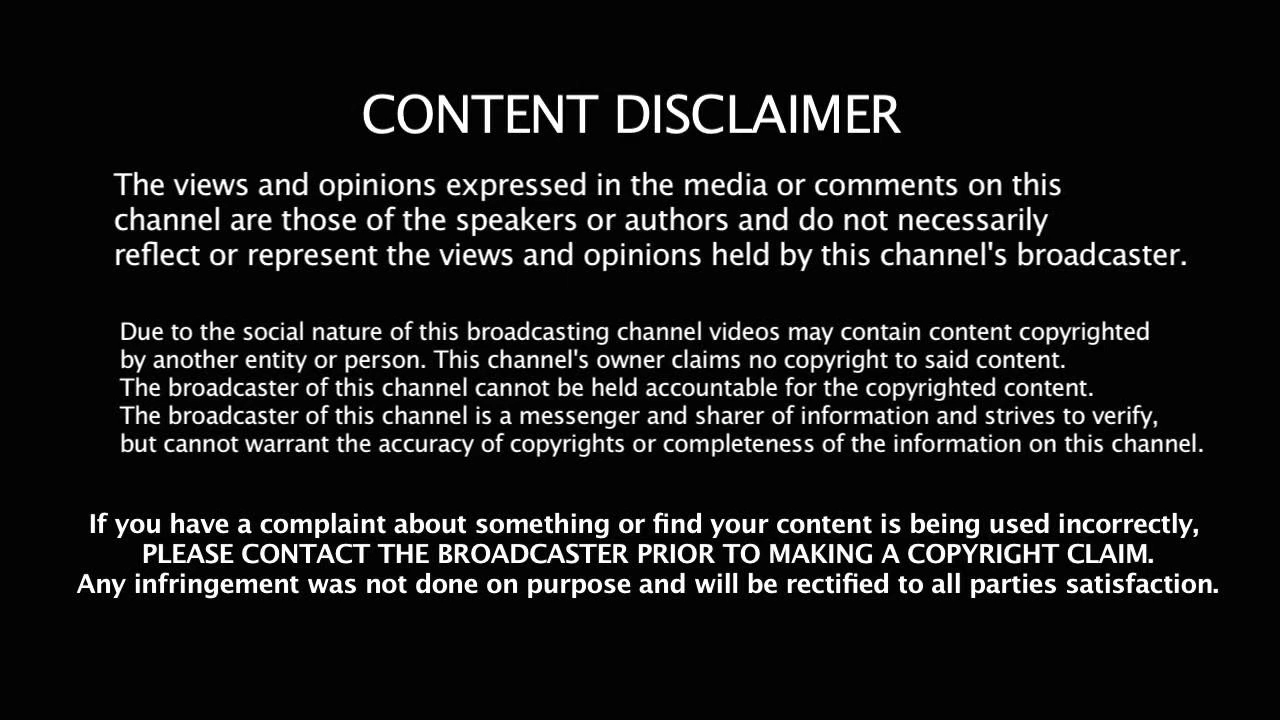 CONTENT DISCLAIMER
The views and opinions expressed in the media or comments on this
channel are those of the speakers or authors and do not necessarily
reflect or represent the views and opinions held by this channel's broadcaster.
Due to the social nature of this broadcasting channel videos may contain content copyrighted
by another entity or person. This channel's owner claims no copyright to said content.
The broadcaster of this channel cannot be held accountable for the copyrighted content.
The broadcaster of this channel is a messenger and sharer of information and strives to verify,
but cannot warrant the accuracy of copyrights or completeness of the information on this channel.
If you have a complaint about something or find your content is being used incorrectly,
PLEASE CONTACT THE BROADCASTER PRIOR TO MAKING A COPYRIGHT CLAIM.
Any infringement was not done on purpose and will be rectified to all parties satisfaction.